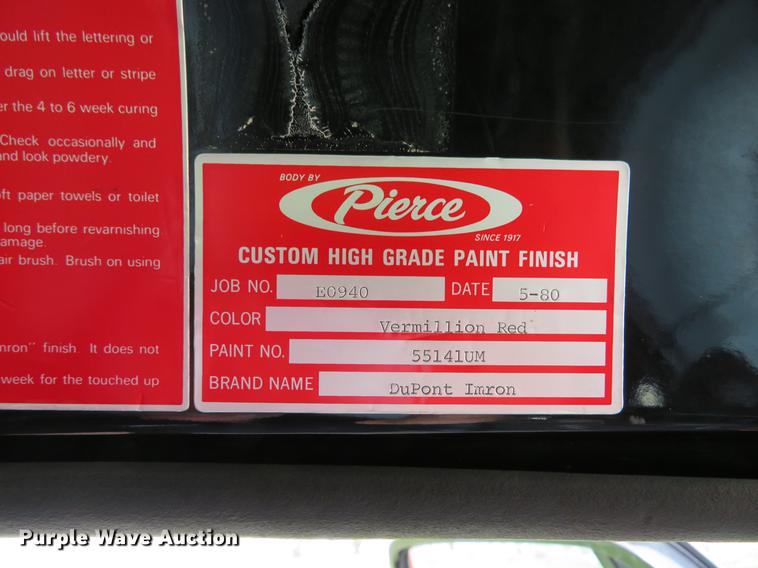 ould lift the lettering or
drag on letter or stripe
er the 4 to 6 week curing
Check occasionally and
and look powdery.
oft paper towels or toilet
long before revarnishing
amage.
air brush. Brush on using
mron" finish. It does not
week for the touched up
BODY BY
Pierce
SINCE 1917
CUSTOM HIGH GRADE PAINT FINISH
JOB NO. E0940 DATE 5-80
COLOR Vermillion Red
PAINT NO. 55141UM
BRAND NAME DuPont Imron
Purple Wave Auction